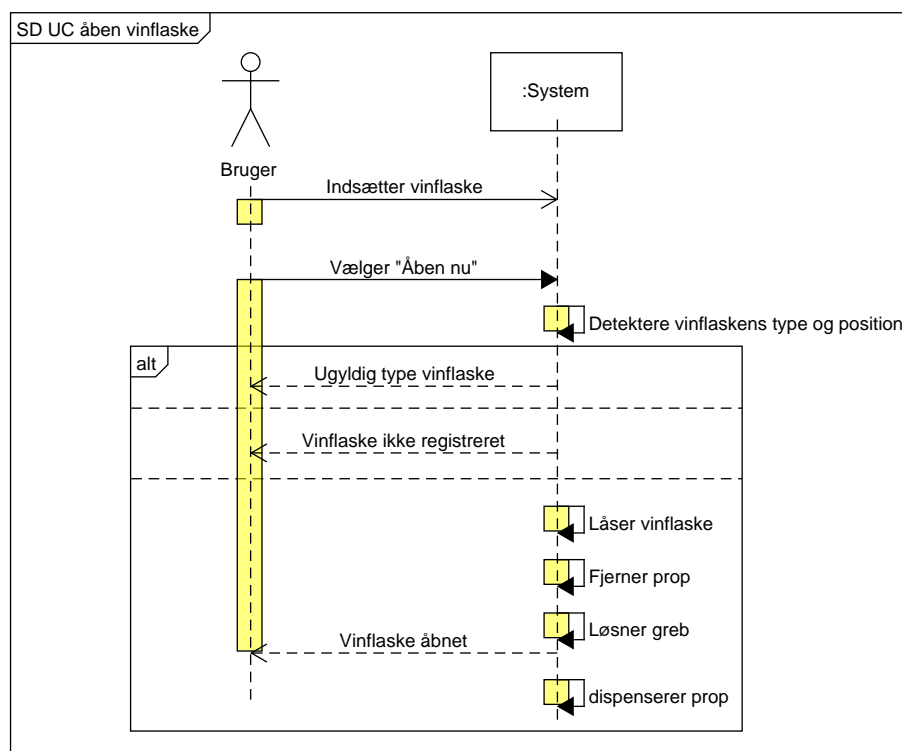 SD UC åben vinflaske
:System
Bruger
Indsætter vinflaske
Vælger "Åben nu"
Detektere vinflaskens type og position
alt
Ugyldig type vinflaske
Vinflaske ikke registreret
Låser vinflaske
Fjerner prop
Løsner greb
Vinflaske åbnet
dispenserer prop